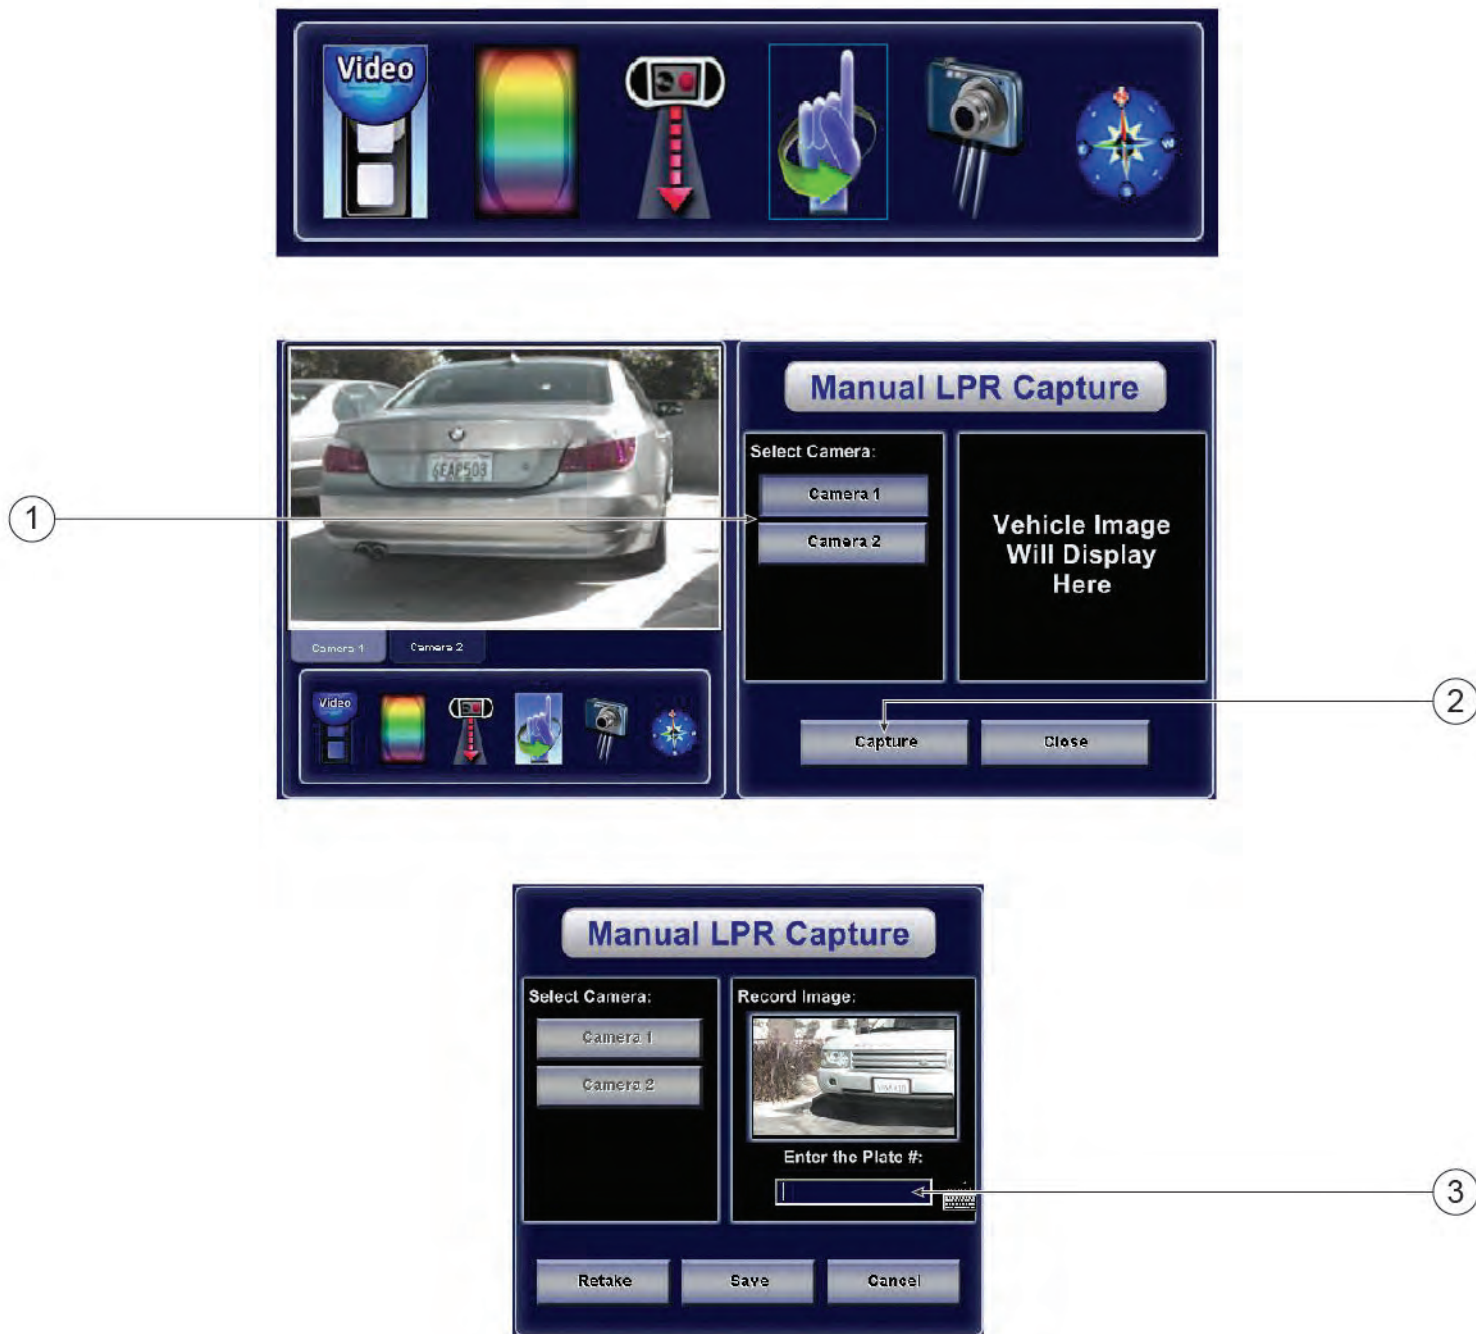 Video
Manual LPR Capture
Select Camera:
Camera 1
Camera 2
Vehicle Image
Will Display
Here
1
6EAP508
Camera 1
Camera 2
Video
Capture
Close
2
Manual LPR Capture
Select Camera:
Camera 1
Camera 2
Record Image:
Enter the Plate #:
3
Retake
Save
Cancel